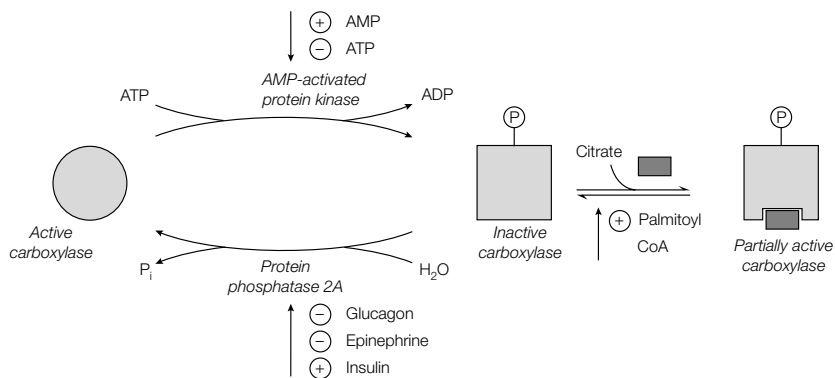 + AMP
− ATP
AMP-activated
protein kinase
ATP
ADP
P
P
Citrate
Active
carboxylase
Inactive
carboxylase
+ Palmitoyl
CoA
Partially active
carboxylase
Pi
Protein
phosphatase 2A
H2O
− Glucagon
− Epinephrine
+ Insulin